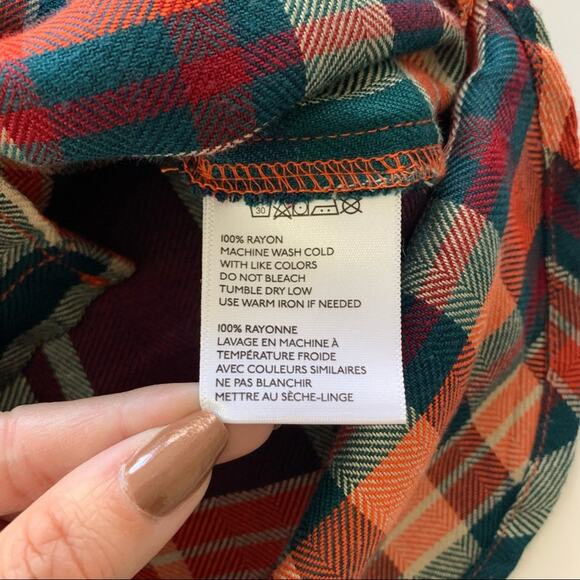 30
100% RAYON
MACHINE WASH COLD
WITH LIKE COLORS
DO NOT BLEACH
TUMBLE DRY LOW
USE WARM IRON IF NEEDED
100% RAYONNE
LAVAGE EN MACHINE À
TEMPÉRATURE FROIDE
AVEC COULEURS SIMILAIRES
NE PAS BLANCHIR
METTRE AU SÈCHE-LINGE